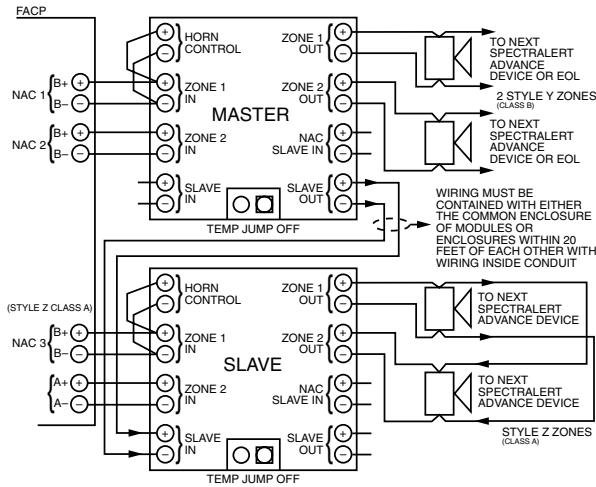 FACP
NAC 1
B+
B–
NAC 2
B+
B–
+ HORN
– CONTROL
+ ZONE 1
– IN
MASTER
+ ZONE 2
– IN
+ SLAVE
– IN
ZONE 1 +
OUT –
ZONE 2 +
OUT –
NAC +
SLAVE IN –
SLAVE +
OUT –
TEMP JUMP OFF
TO NEXT
SPECTRALERT
ADVANCE
DEVICE OR EOL
2 STYLE Y ZONES
(CLASS B)
TO NEXT
SPECTRALERT
ADVANCE
DEVICE OR EOL
WIRING MUST BE
CONTAINED WITH EITHER
THE COMMON ENCLOSURE
OF MODULES OR
ENCLOSURES WITHIN 20
FEET OF EACH OTHER WITH
WIRING INSIDE CONDUIT
(STYLE Z CLASS A)
NAC 3
B+
B–
A+
A–
+ HORN
– CONTROL
+ ZONE 1
– IN
SLAVE
+ ZONE 2
– IN
+ SLAVE
– IN
ZONE 1 +
OUT –
ZONE 2 +
OUT –
NAC +
SLAVE IN –
SLAVE +
OUT –
TEMP JUMP OFF
TO NEXT
SPECTRALERT
ADVANCE DEVICE
TO NEXT
SPECTRALERT
ADVANCE DEVICE
STYLE Z ZONES
(CLASS A)